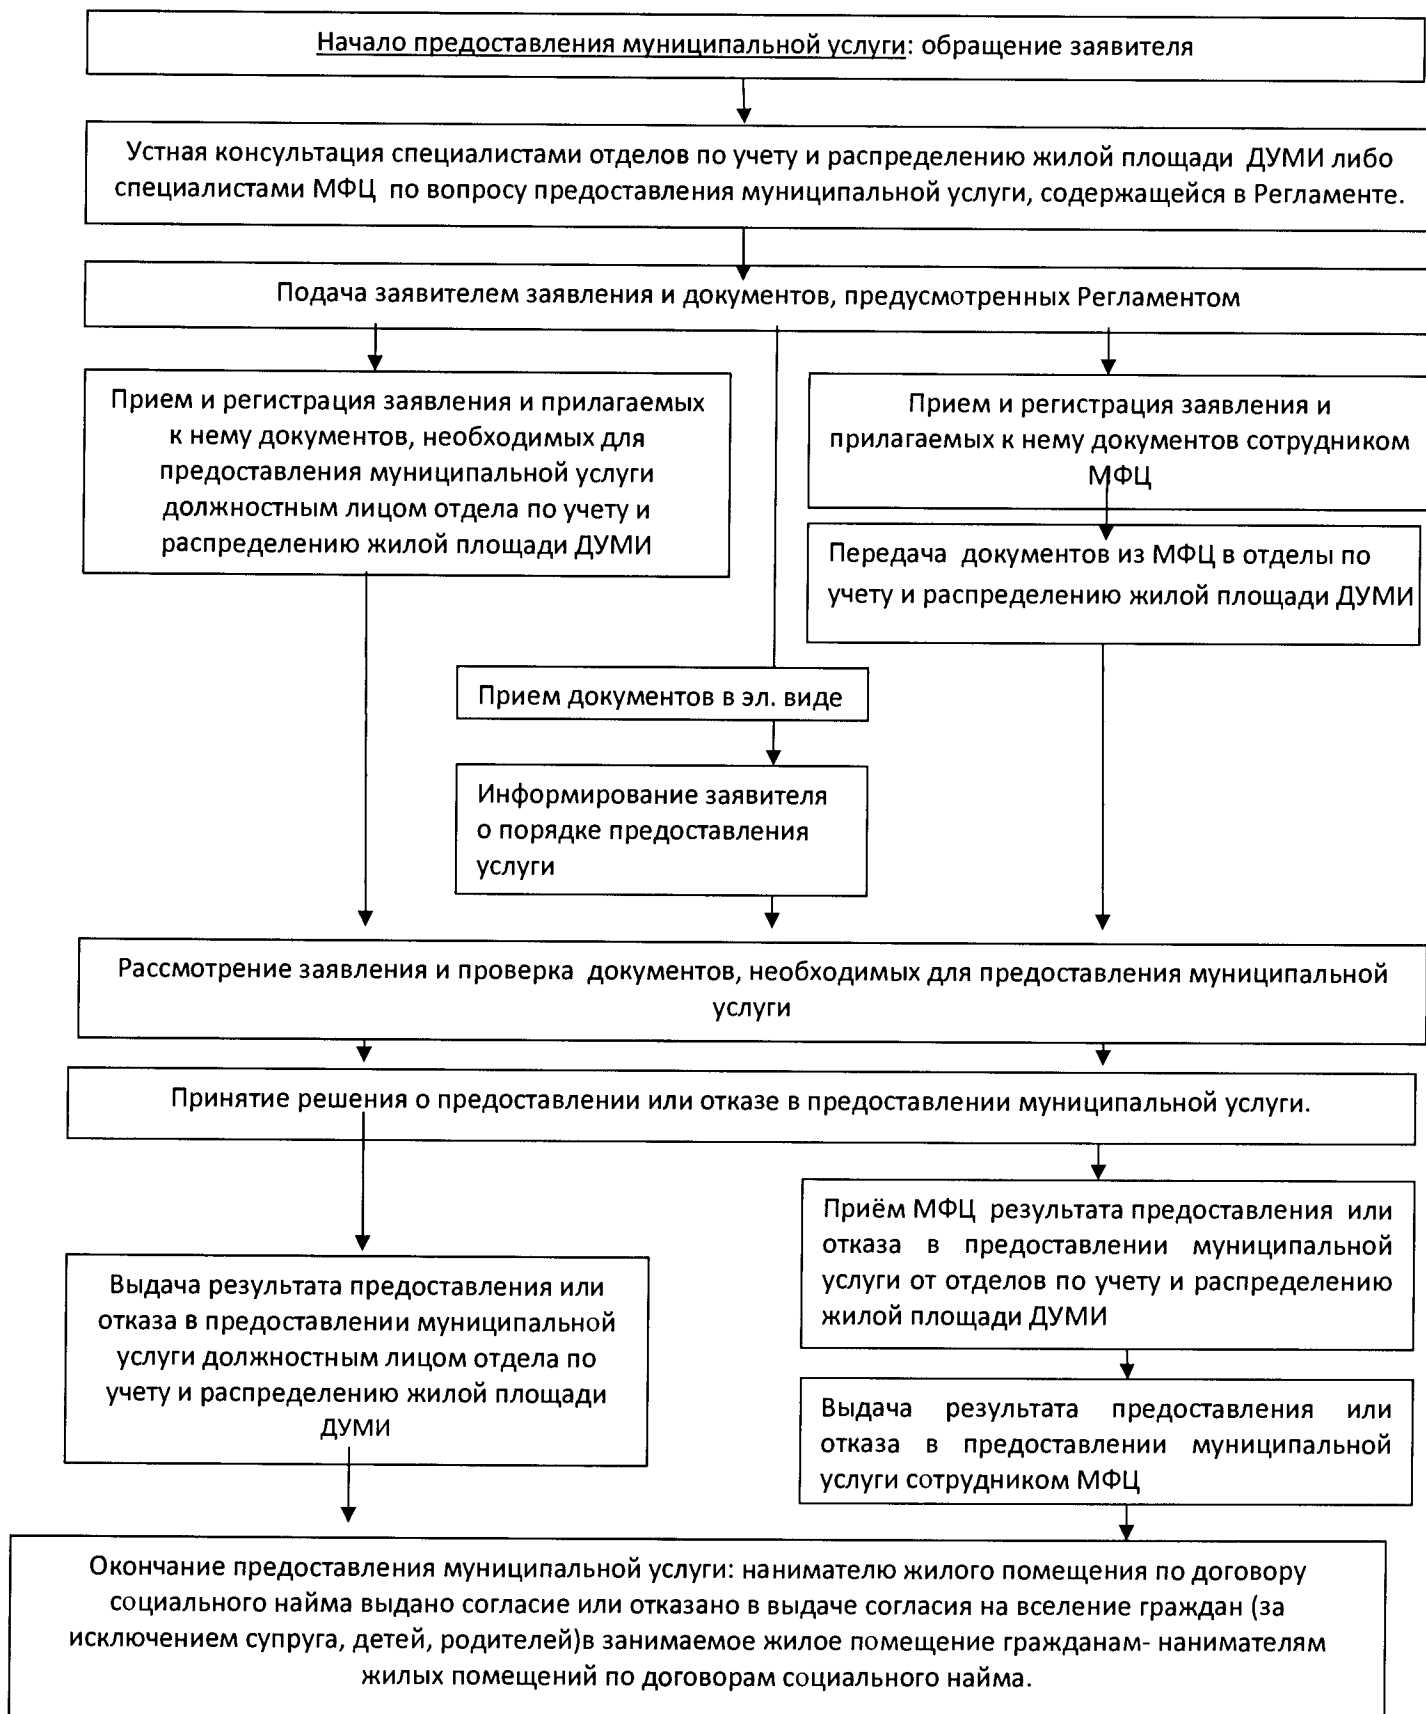 Начало предоставления муниципальной услуги: обращение заявителя
Устная консультация специалистами отделов по учету и распределению жилой площади ДУМИ либо
специалистами МФЦ по вопросу предоставления муниципальной услуги, содержащейся в Регламенте.
Подача заявителем заявления и документов, предусмотренных Регламентом
Прием и регистрация заявления и прилагаемых
к нему документов, необходимых для
предоставления муниципальной услуги
должностным лицом отдела по учету и
распределению жилой площади ДУМИ
Прием и регистрация заявления и
прилагаемых к нему документов сотрудником
МФЦ
Передача документов из МФЦ в отделы по
учету и распределению жилой площади ДУМИ
Прием документов в эл. виде
Информирование заявителя
о порядке предоставления
услуги
Рассмотрение заявления и проверка документов, необходимых для предоставления муниципальной
услуги
Принятие решения о предоставлении или отказе в предоставлении муниципальной услуги.
Приём МФЦ результата предоставления или
отказа в предоставлении муниципальной
услуги от отделов по учету и распределению
жилой площади ДУМИ
Выдача результата предоставления или
отказа в предоставлении муниципальной
услуги должностным лицом отдела по
учету и распределению жилой площади
ДУМИ
Выдача результата предоставления или
отказа в предоставлении муниципальной
услуги сотрудником МФЦ
Окончание предоставления муниципальной услуги: нанимателю жилого помещения по договору
социального найма выдано согласие или отказано в выдаче согласия на вселение граждан (за
исключением супруга, детей, родителей)в занимаемое жилое помещение гражданам- нанимателям
жилых помещений по договорам социального найма.